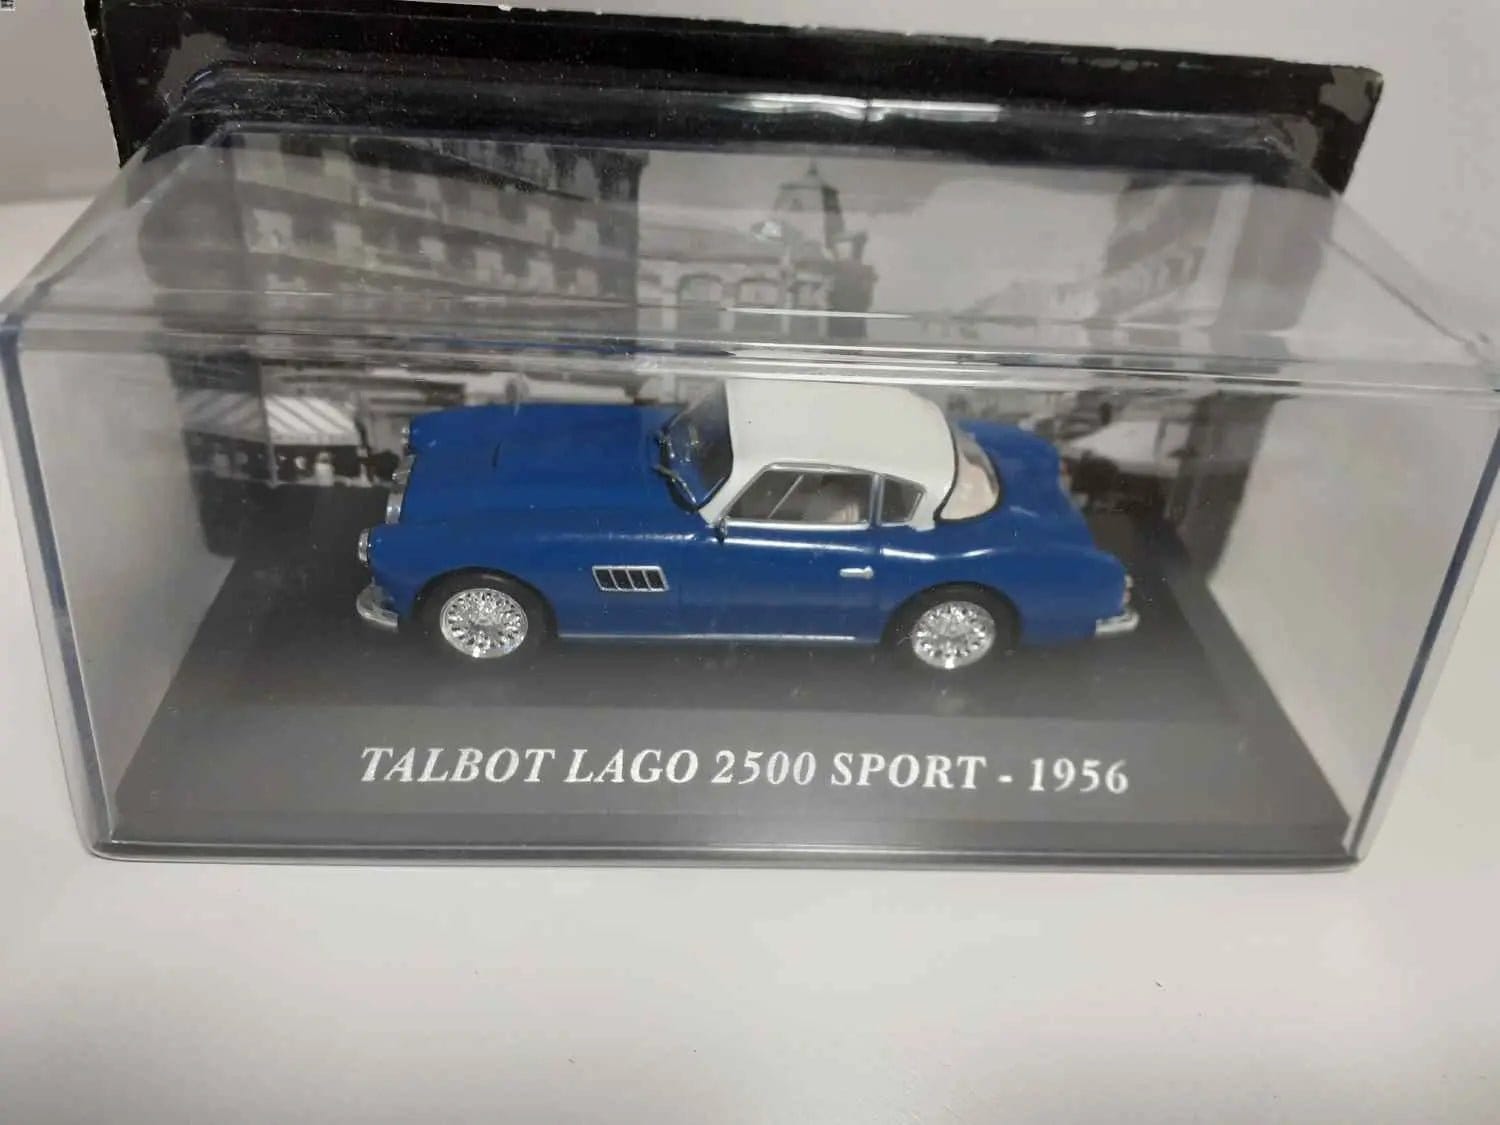 TALBOT LAGO 2500 SPORT - 1956